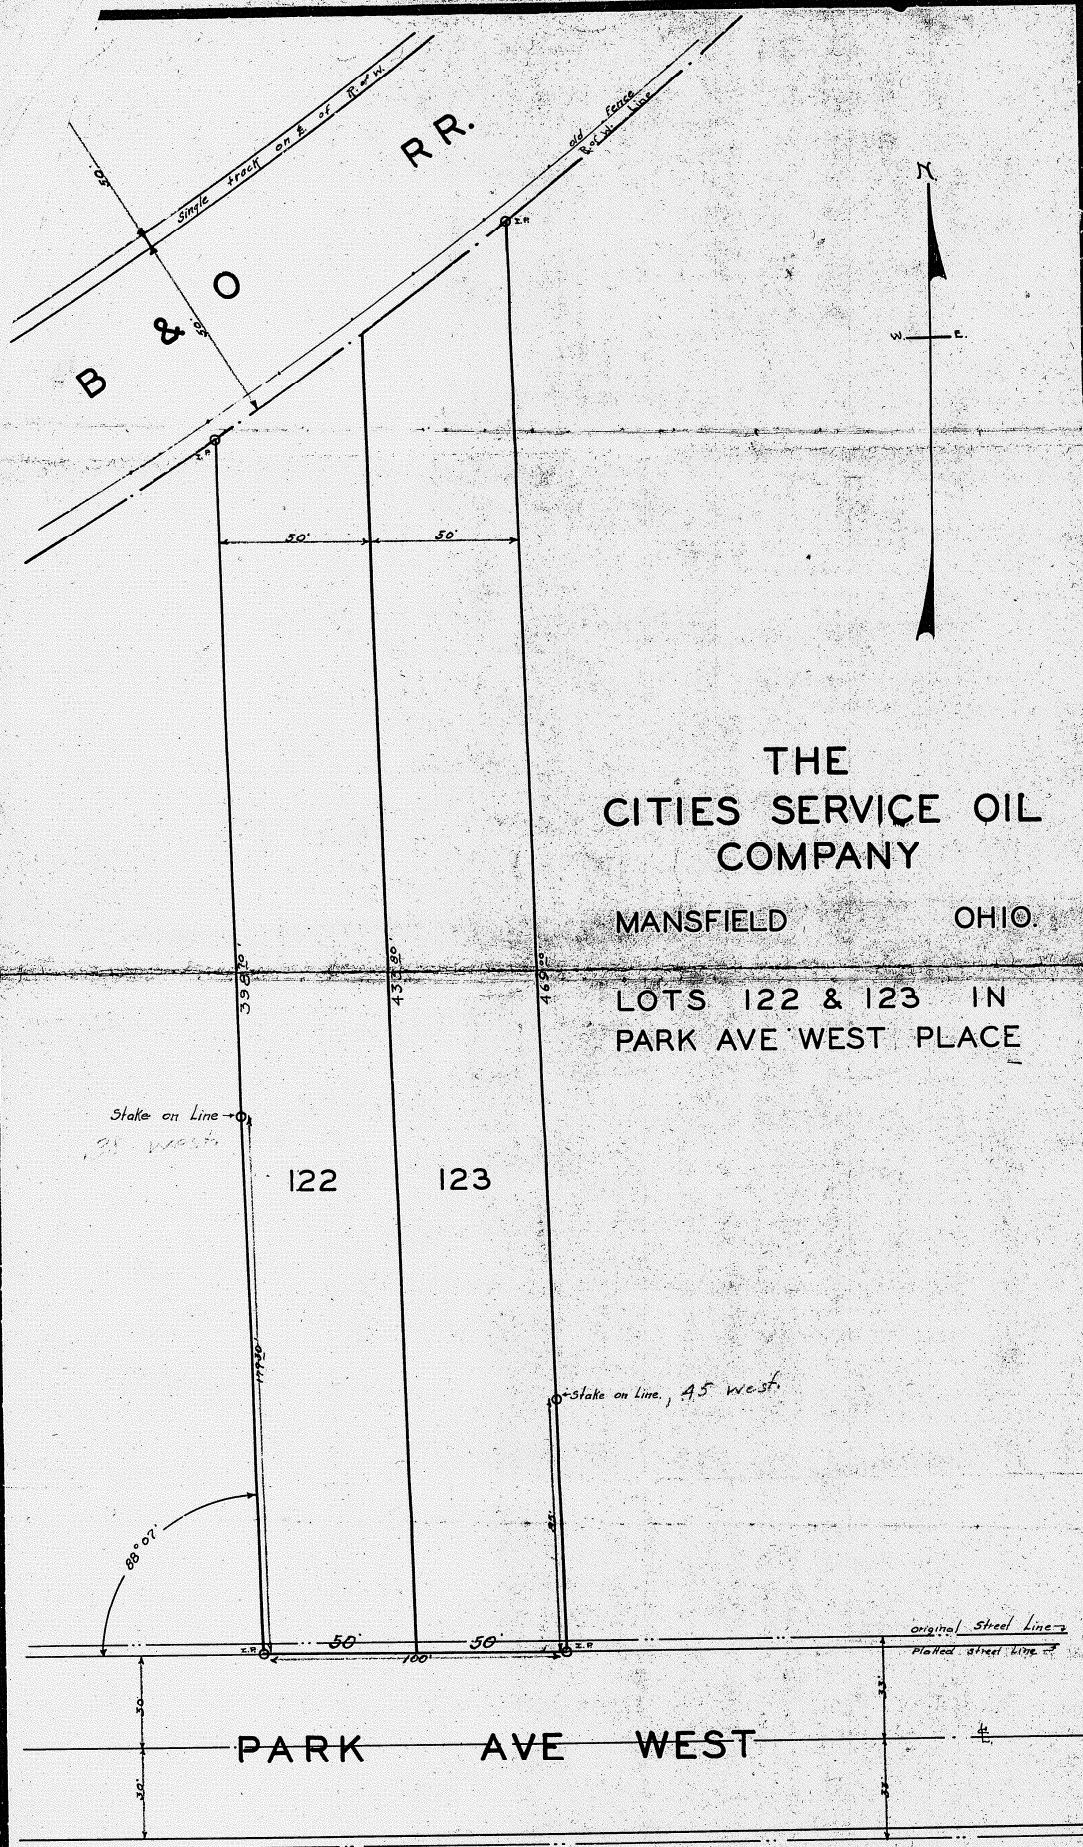 Single track on ℄ of R. of W.
RR.
old Fence
R. of W. Line
50'
N.
I.P.
B & O
50'
W. E.
I.P.
50' 50'
THE
CITIES SERVICE OIL
COMPANY
MANSFIELD OHIO.
398.70'
469.00'
LOTS 122 & 123 IN
PARK AVE WEST PLACE
Stake on Line
122 123
179.30'
Stake on Line., 45 west.
88° 07'
original Street Line
Platted street Line
I.P. 50' 50' I.P.
100'
30' 33'
PARK AVE WEST ℄
30' 33'